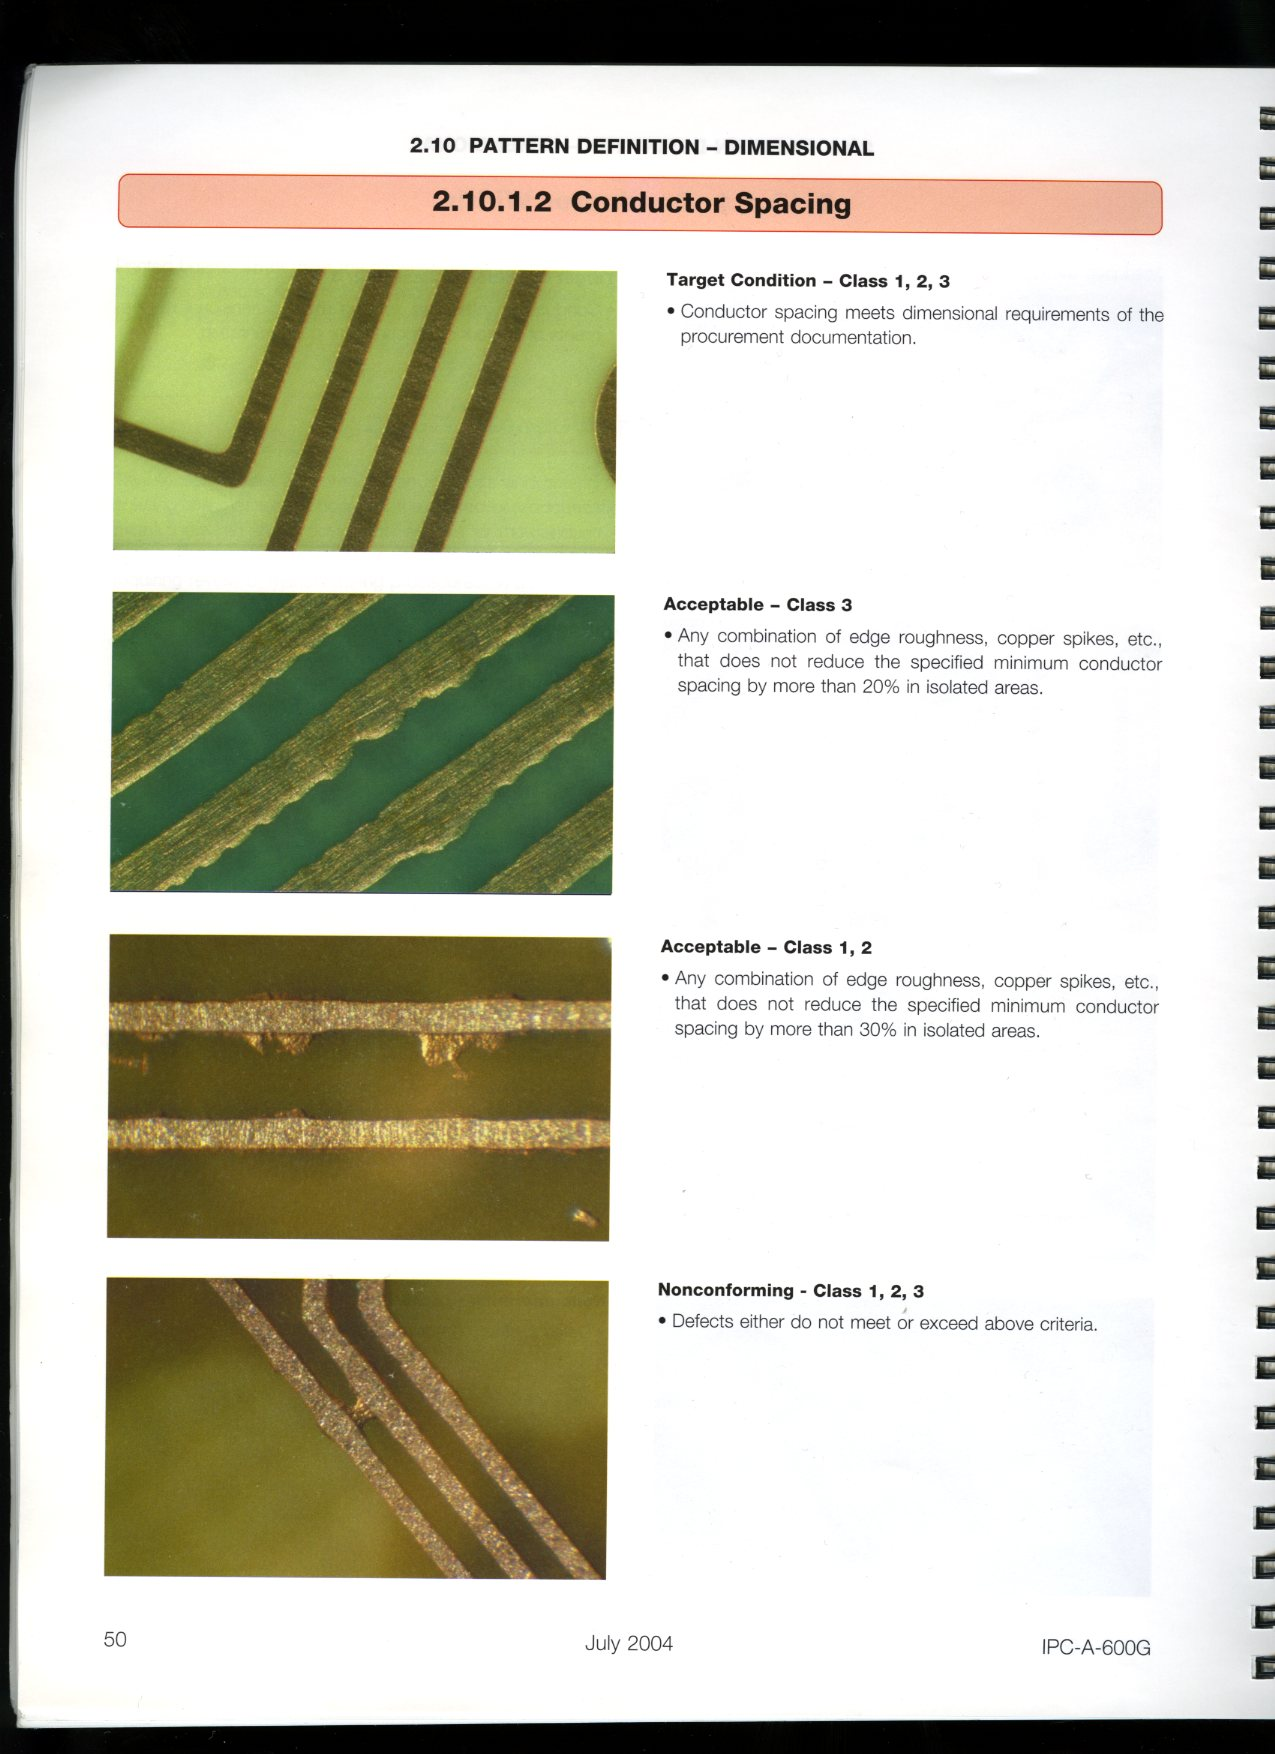 2.10 PATTERN DEFINITION – DIMENSIONAL
2.10.1.2 Conductor Spacing
Target Condition – Class 1, 2, 3
• Conductor spacing meets dimensional requirements of the
procurement documentation.
Acceptable – Class 3
• Any combination of edge roughness, copper spikes, etc.,
that does not reduce the specified minimum conductor
spacing by more than 20% in isolated areas.
Acceptable – Class 1, 2
• Any combination of edge roughness, copper spikes, etc.,
that does not reduce the specified minimum conductor
spacing by more than 30% in isolated areas.
Nonconforming - Class 1, 2, 3
• Defects either do not meet or exceed above criteria.
50
July 2004
IPC-A-600G